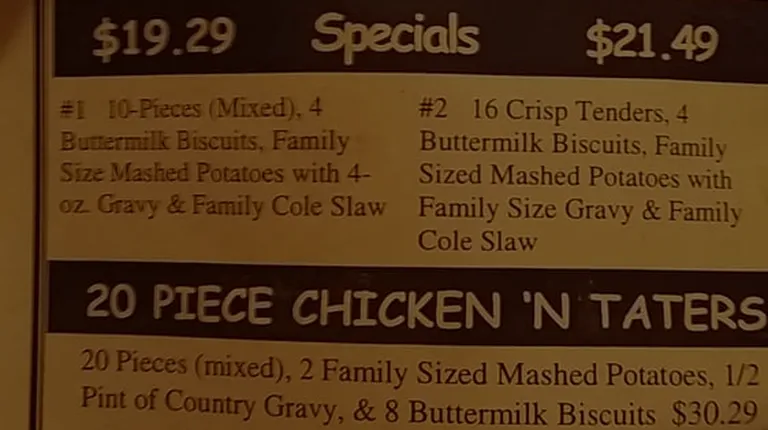 $19.29 Specials $21.49
#1 10-Pieces (Mixed), 4
Buttermilk Biscuits, Family
Size Mashed Potatoes with 4-
oz. Gravy & Family Cole Slaw
#2 16 Crisp Tenders, 4
Buttermilk Biscuits, Family
Sized Mashed Potatoes with
Family Size Gravy & Family
Cole Slaw
20 PIECE CHICKEN 'N TATERS
20 Pieces (mixed), 2 Family Sized Mashed Potatoes, 1/2
Pint of Country Gravy, & 8 Buttermilk Biscuits $30.29